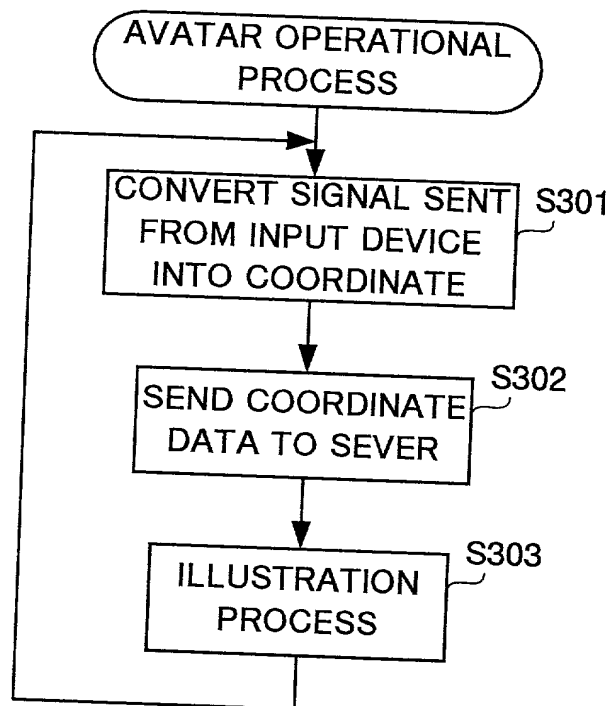 AVATAR OPERATIONAL
PROCESS
CONVERT SIGNAL SENT
FROM INPUT DEVICE
INTO COORDINATE
S301
SEND COORDINATE
DATA TO SEVER
S302
ILLUSTRATION
PROCESS
S303